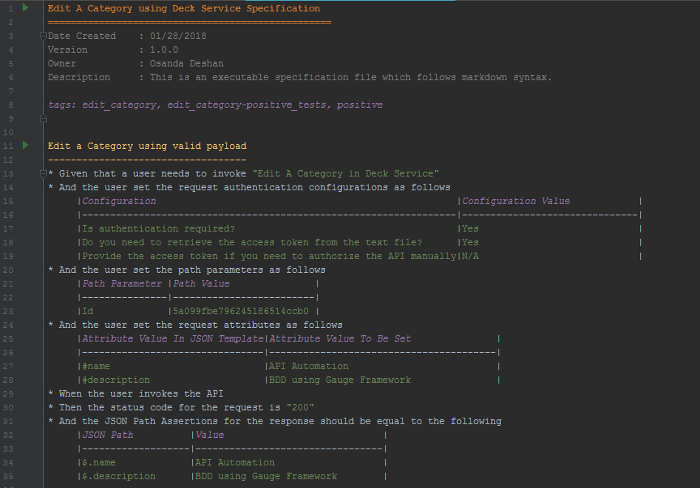 1 Edit A Category using Deck Service Specification
2 ====================================================
3 Date Created : 01/28/2018
4 Version : 1.0.0
5 Owner : Osanda Deshan
6 Description : This is an executable specification file which follows markdown syntax.
7
8 tags: edit_category, edit_category-positive_tests, positive
9
10
11 Edit a Category using valid payload
12 ------------------------------------
13 * Given that a user needs to invoke "Edit A Category in Deck Service"
14 * And the user set the request authentication configurations as follows
15 |Configuration |Configuration Value |
16 |--------------------------------------------------------------------|--------------------------------|
17 |Is authentication required? |Yes |
18 |Do you need to retrieve the access token from the text file? |Yes |
19 |Provide the access token if you need to authorize the API manually|N/A |
20 * And the user set the path parameters as follows
21 |Path Parameter |Path Value |
22 |---------------|--------------------------|
23 |Id |5a099fbe796245186514ccb0 |
24 * And the user set the request attributes as follows
25 |Attribute Value In JSON Template|Attribute Value To Be Set |
26 |---------------------------------|-----------------------------------------|
27 |#name |API Automation |
28 |#description |BDD using Gauge Framework |
29 * When the user invokes the API
30 * Then the status code for the request is "200"
31 * And the JSON Path Assertions for the response should be equal to the following
32 |JSON Path |Value |
33 |-------------------|----------------------------------|
34 |$.name |API Automation |
35 |$.description |BDD using Gauge Framework |